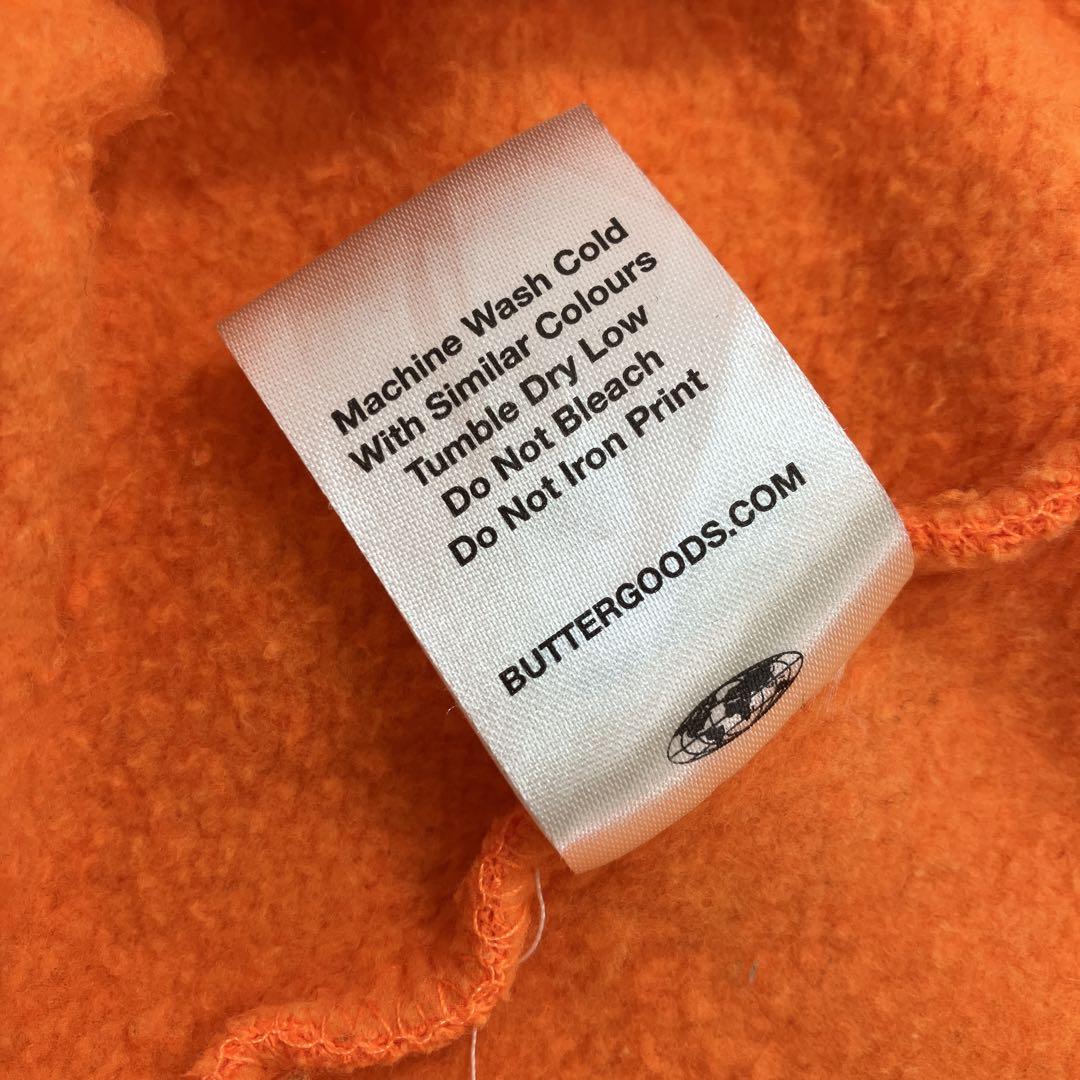 Machine Wash Cold
With Similar Colours
Tumble Dry Low
Do Not Bleach
Do Not Iron Print
BUTTERGOODS.COM